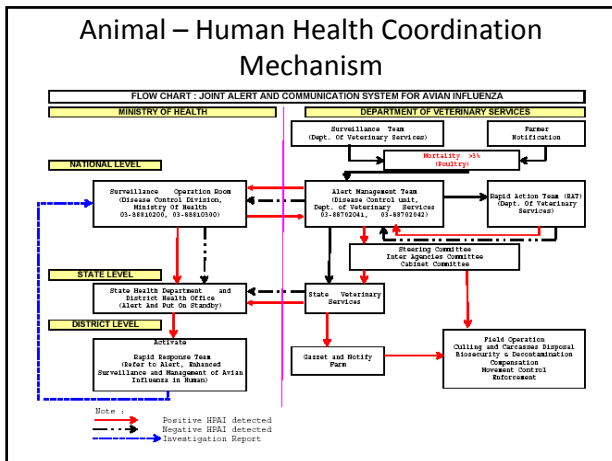 Animal – Human Health Coordination
Mechanism
FLOW CHART : JOINT ALERT AND COMMUNICATION SYSTEM FOR AVIAN INFLUENZA
MINISTRY OF HEALTH
DEPARTMENT OF VETERINARY SERVICES
Surveillance Team
(Dept. Of Veterinary Services)
Farmer
Notification
Mortality >3%
(Poultry)
NATIONAL LEVEL
Surveillance Operation Room
(Disease Control Division,
Ministry Of Health
03-88810200, 03-88810300)
Alert Management Team
(Disease Control unit,
Dept. of Veterinary Services
03-88702041, 03-88702042)
Rapid Action Team (RAT)
(Dept. Of Veterinary
Services)
Steering Committee
Inter Agencies Committee
Cabinet Committee
STATE LEVEL
State Health Department and
District Health Office
(Alert And Put On Standby)
State Veterinary
Services
DISTRICT LEVEL
Activate
Rapid Response Team
(Refer to Alert, Enhanced
Surveillance and Management of Avian
Influenza in Human)
Gazzet and Notify
Farm
Field Operation
Culling and Carcasses Disposal
Biosecurity & Decontamination
Compensation
Movement Control
Enforcement
Note :
Positive HPAI detected
Negative HPAI detected
Investigation Report